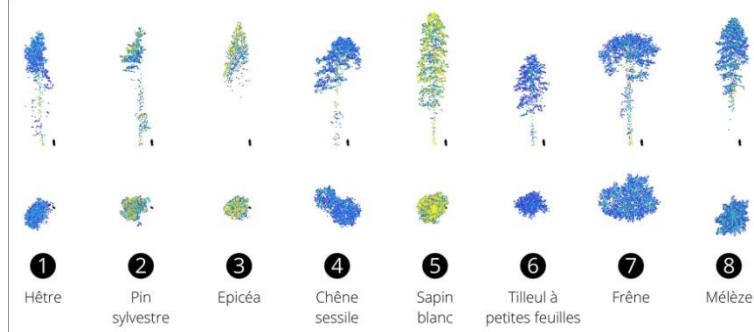 1 2 3 4 5 6 7 8
Hêtre Pin Epicéa Chêne Sapin Tilleul à Frêne Mélèze
sylvestre sessile blanc petites feuilles